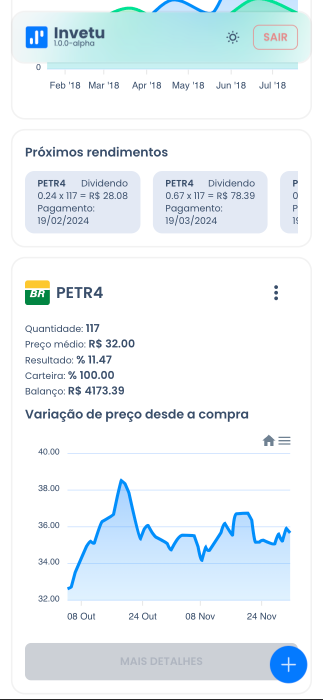 Invetu
1.0.0-alpha
SAIR
0
Feb '18 Mar '18 Apr '18 May '18 Jun '18 Jul '18
Próximos rendimentos
PETR4 Dividendo
0.24 x 117 = R$ 28.08
Pagamento:
19/02/2024
PETR4 Dividendo
0.67 x 117 = R$ 78.39
Pagamento:
19/03/2024
BR PETR4
Quantidade: 117
Preço médio: R$ 32.00
Resultado: % 11.47
Carteira: % 100.00
Balanço: R$ 4173.39
Variação de preço desde a compra
40.00
38.00
36.00
34.00
32.00
08 Out 24 Out 08 Nov 24 Nov
MAIS DETALHES